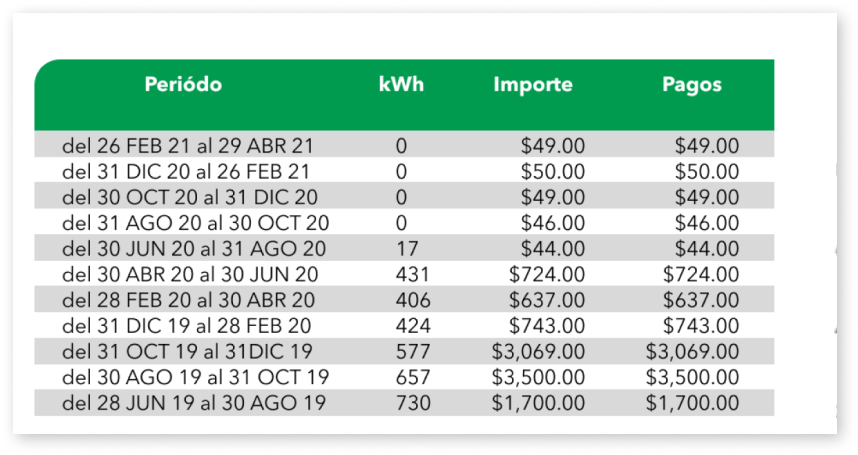 Periódo kWh Importe Pagos
del 26 FEB 21 al 29 ABR 21 0 $49.00 $49.00
del 31 DIC 20 al 26 FEB 21 0 $50.00 $50.00
del 30 OCT 20 al 31 DIC 20 0 $49.00 $49.00
del 31 AGO 20 al 30 OCT 20 0 $46.00 $46.00
del 30 JUN 20 al 31 AGO 20 17 $44.00 $44.00
del 30 ABR 20 al 30 JUN 20 431 $724.00 $724.00
del 28 FEB 20 al 30 ABR 20 406 $637.00 $637.00
del 31 DIC 19 al 28 FEB 20 424 $743.00 $743.00
del 31 OCT 19 al 31DIC 19 577 $3,069.00 $3,069.00
del 30 AGO 19 al 31 OCT 19 657 $3,500.00 $3,500.00
del 28 JUN 19 al 30 AGO 19 730 $1,700.00 $1,700.00